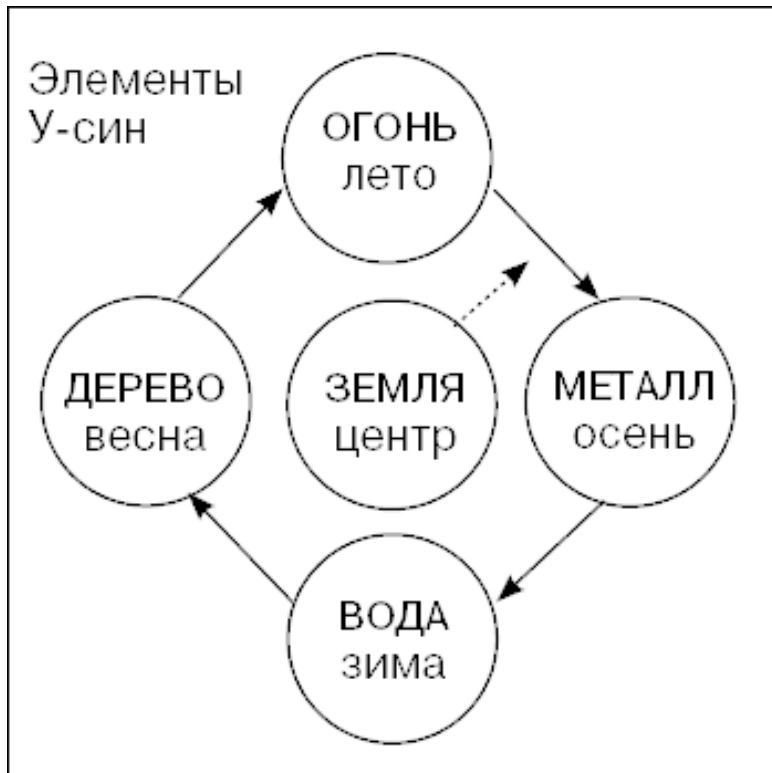 Элементы
У-син
ОГОНЬ
лето
ДЕРЕВО
весна
ЗЕМЛЯ
центр
МЕТАЛЛ
осень
ВОДА
зима